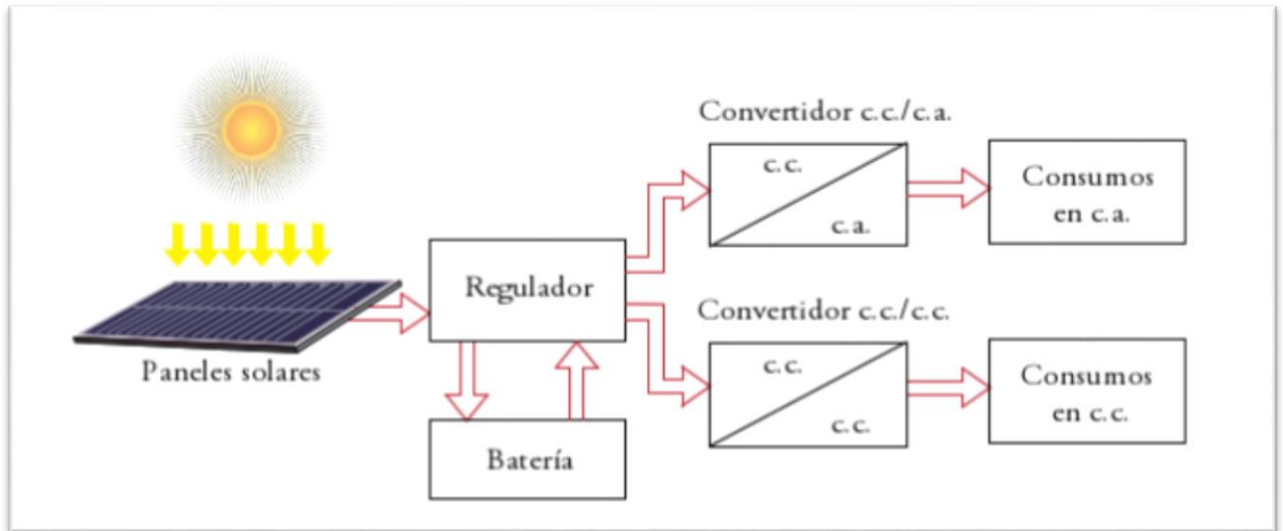 Convertidor c.c./c.a.
c.c.
c.a.
Consumos
en c.a.
Regulador
Convertidor c.c./c.c.
Paneles solares
c.c.
c.c.
Consumos
en c.c.
Batería